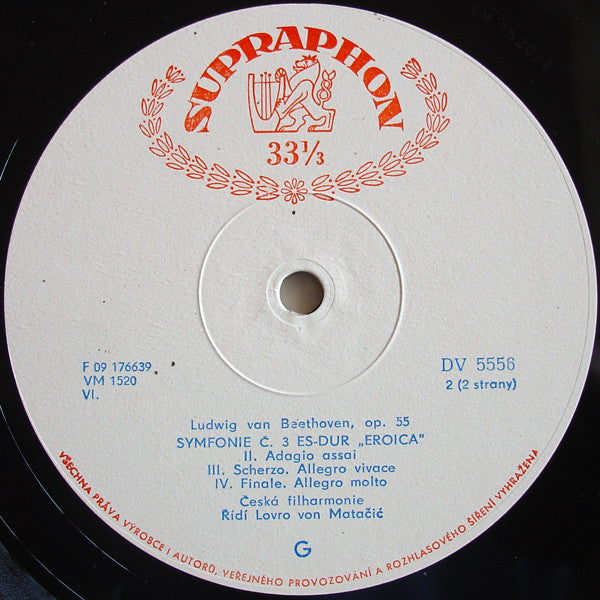 SUPRAPHON
33⅓
VM 1520/B
F 09 176639
VM 1520
VI.
DV 5556
2 (2 strany)
Ludwig van Beethoven, op. 55
SYMFONIE Č. 3 ES-DUR „EROICA“
II. Adagio assai
III. Scherzo. Allegro vivace
IV. Finale. Allegro molto
Česká filharmonie
Řídí Lovro von Matačić
G
VŠECHNA PRÁVA VÝROBCE I AUTORŮ, VEŘEJNÉHO PROVOZOVÁNÍ A ROZHLASOVÉHO ŠÍŘENÍ VYHRAŽENA